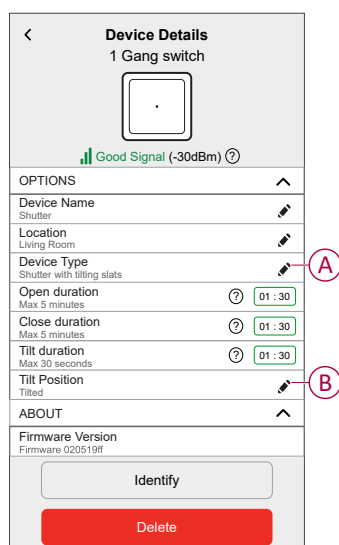 Device Details
1 Gang switch
Good Signal (-30dBm) ?
OPTIONS
Device Name
Shutter
Location
Living Room
Device Type
Shutter with tilting slats
A
Open duration
Max 5 minutes
? 01 : 30
Close duration
Max 5 minutes
? 01 : 30
Tilt duration
Max 30 seconds
? 01 : 30
Tilt Position
Tilted
B
ABOUT
Firmware Version
Firmware 020519ff
Identify
Delete